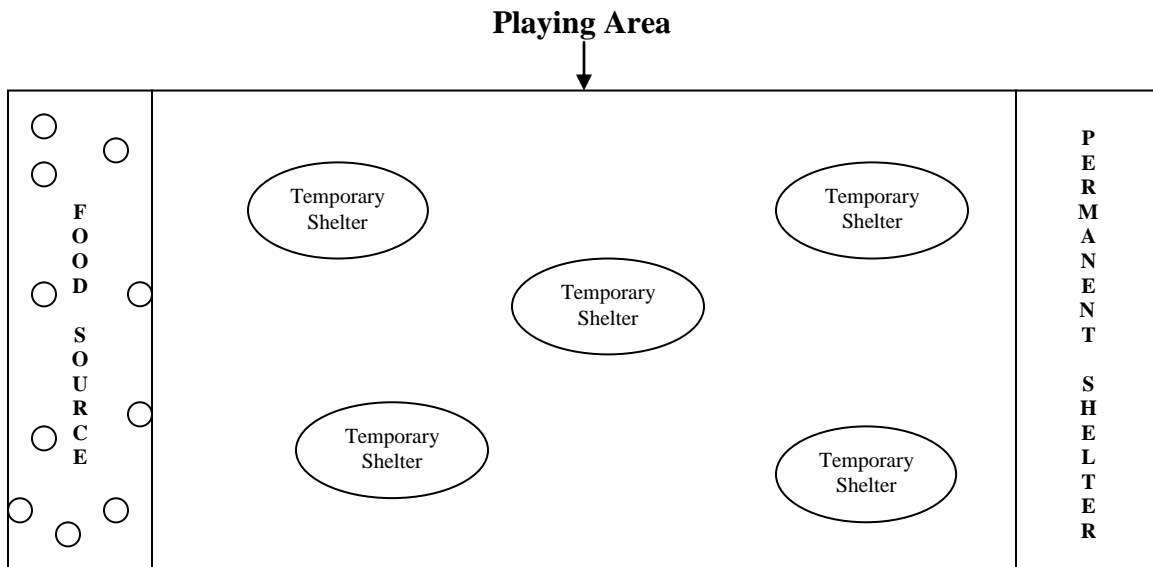 Playing Area
FOOD SOURCE
Temporary
Shelter
Temporary
Shelter
Temporary
Shelter
Temporary
Shelter
Temporary
Shelter
PERMANENT SHELTER